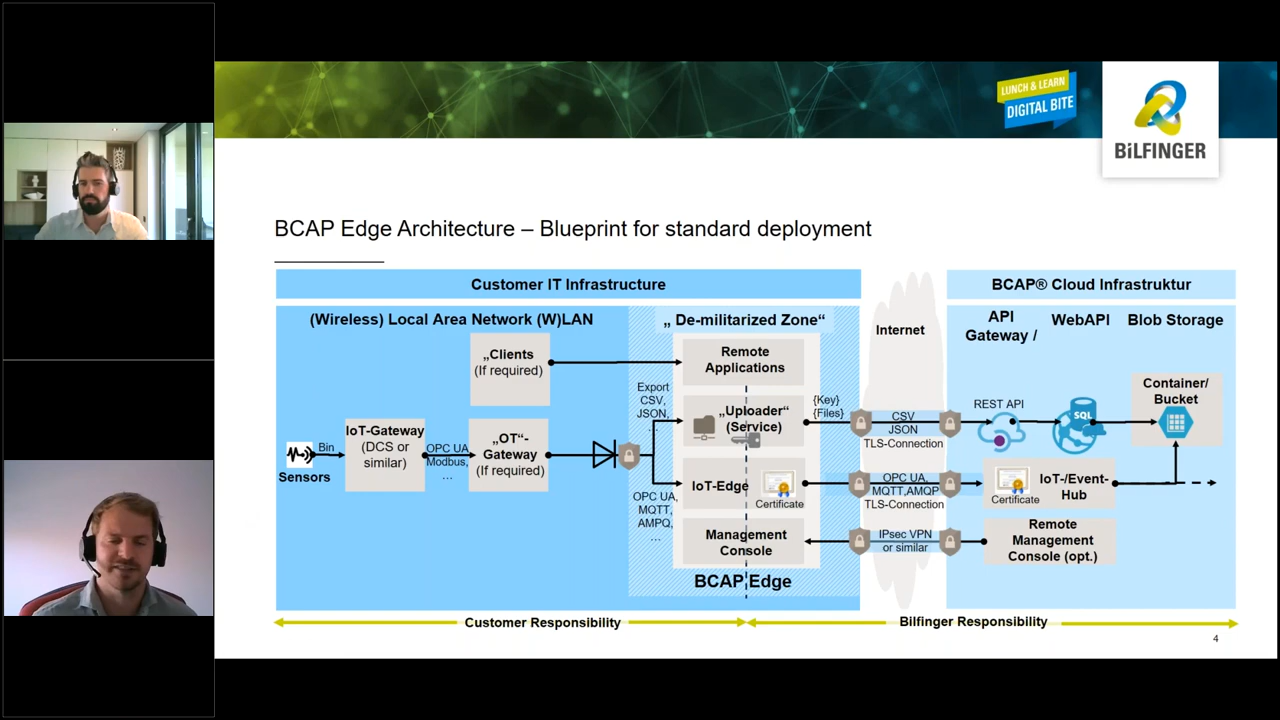 LUNCH & LEARN
DIGITAL BITE
BiLFINGER
BCAP Edge Architecture – Blueprint for standard deployment
Customer IT Infrastructure
BCAP® Cloud Infrastruktur
(Wireless) Local Area Network (W)LAN
„ De-militarized Zone“
Internet
API
Gateway /
WebAPI
Blob Storage
„Clients
(If required)
Remote
Applications
Export
CSV,
JSON,
...
„Uploader“
(Service)
{Key}
{Files}
CSV
JSON
TLS-Connection
REST API
SQL
Container/
Bucket
Sensors
Bin
IoT-Gateway
(DCS or
similar)
OPC UA
Modbus,
...
„OT“-
Gateway
(If required)
OPC UA,
MQTT,
AMPQ,
...
IoT-Edge
Certificate
OPC UA,
MQTT,AMQP
TLS-Connection
Certificate
IoT-/Event-
Hub
Management
Console
IPsec VPN
or similar
Remote
Management
Console (opt.)
BCAP Edge
Customer Responsibility
Bilfinger Responsibility
4